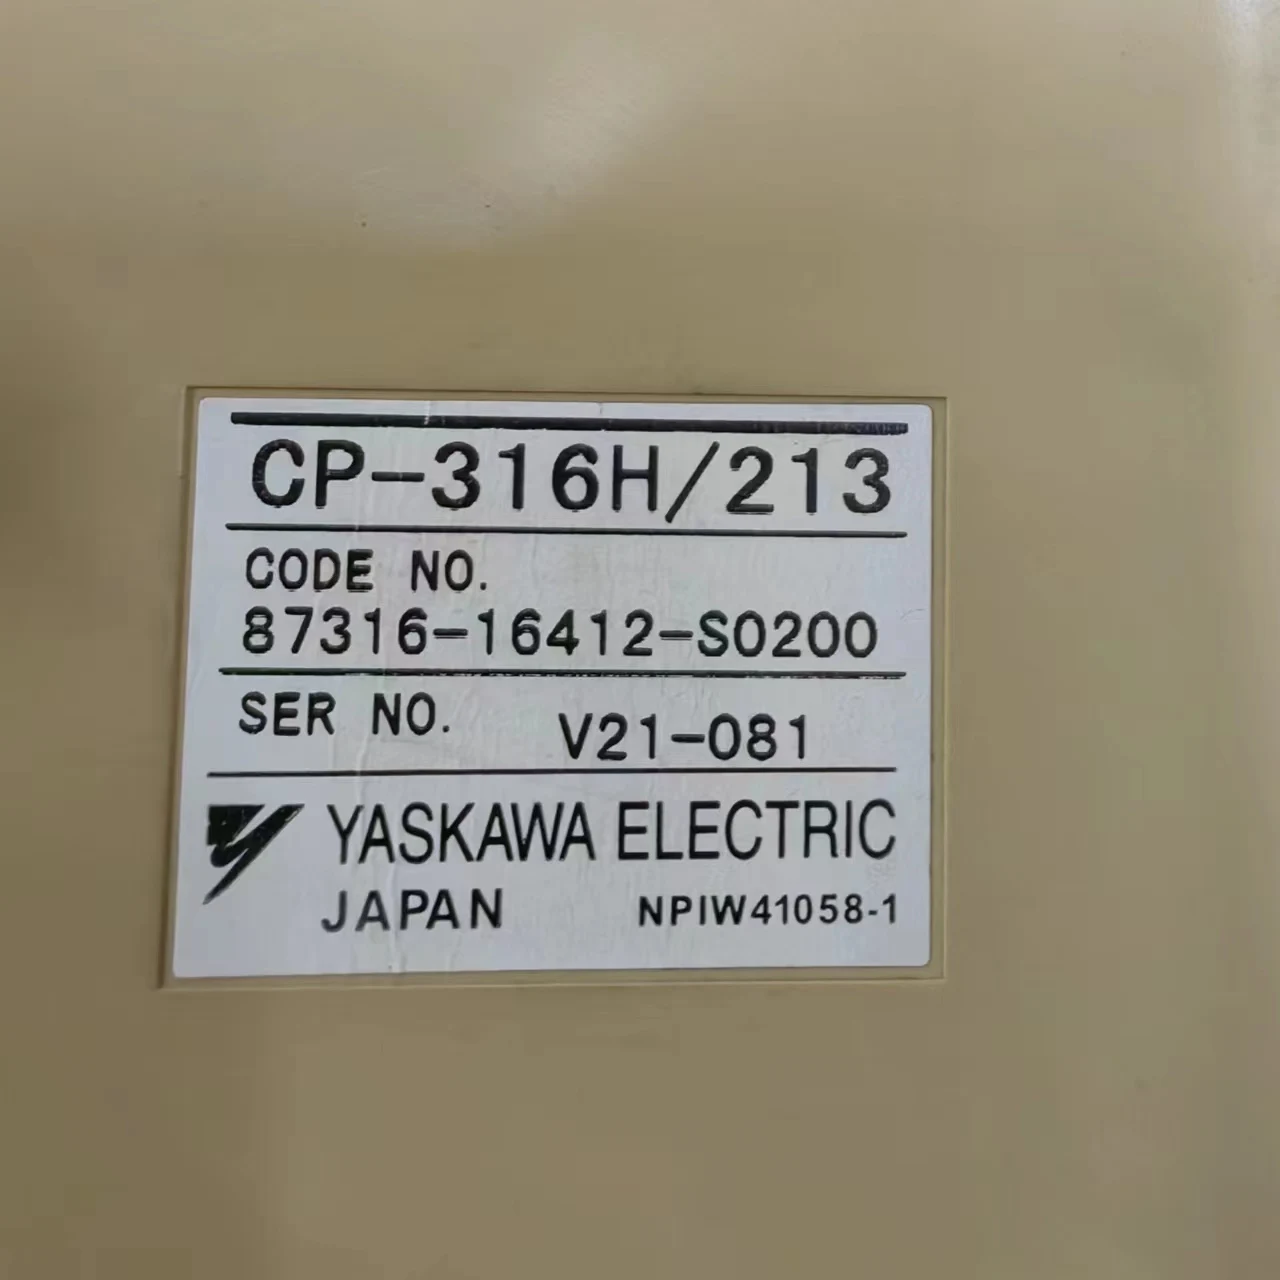 CP-316H/213
CODE NO.
87316-16412-S0200
SER NO. V21-081
YASKAWA ELECTRIC
JAPAN NPIW41058-1